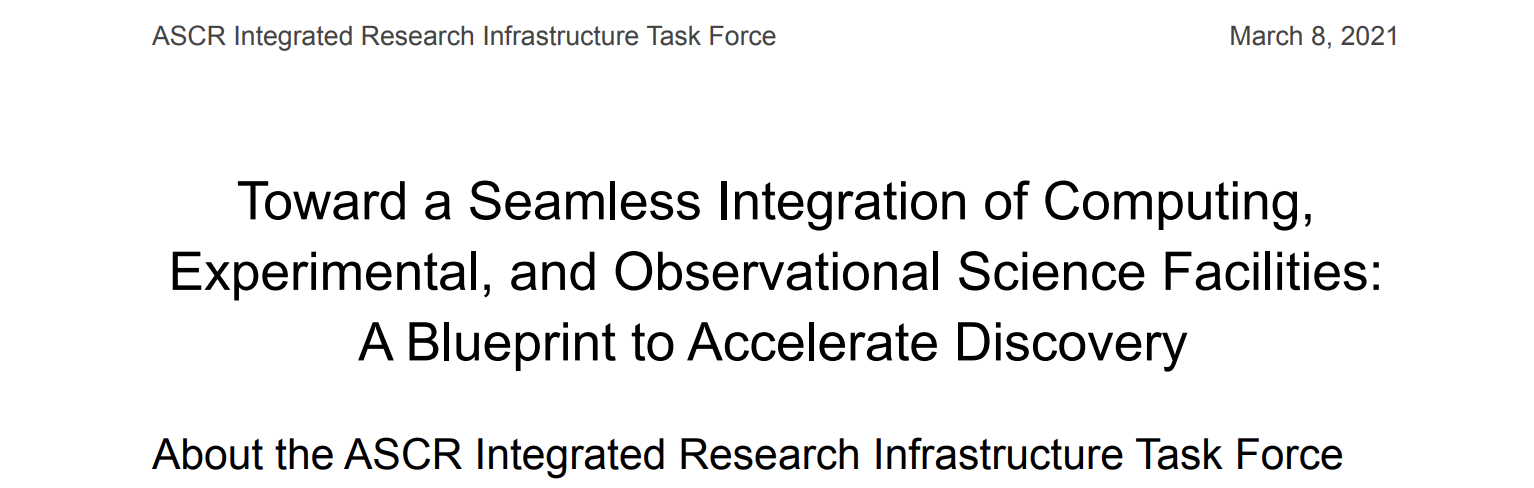 ASCR Integrated Research Infrastructure Task Force March 8, 2021
Toward a Seamless Integration of Computing,
Experimental, and Observational Science Facilities:
A Blueprint to Accelerate Discovery
About the ASCR Integrated Research Infrastructure Task Force